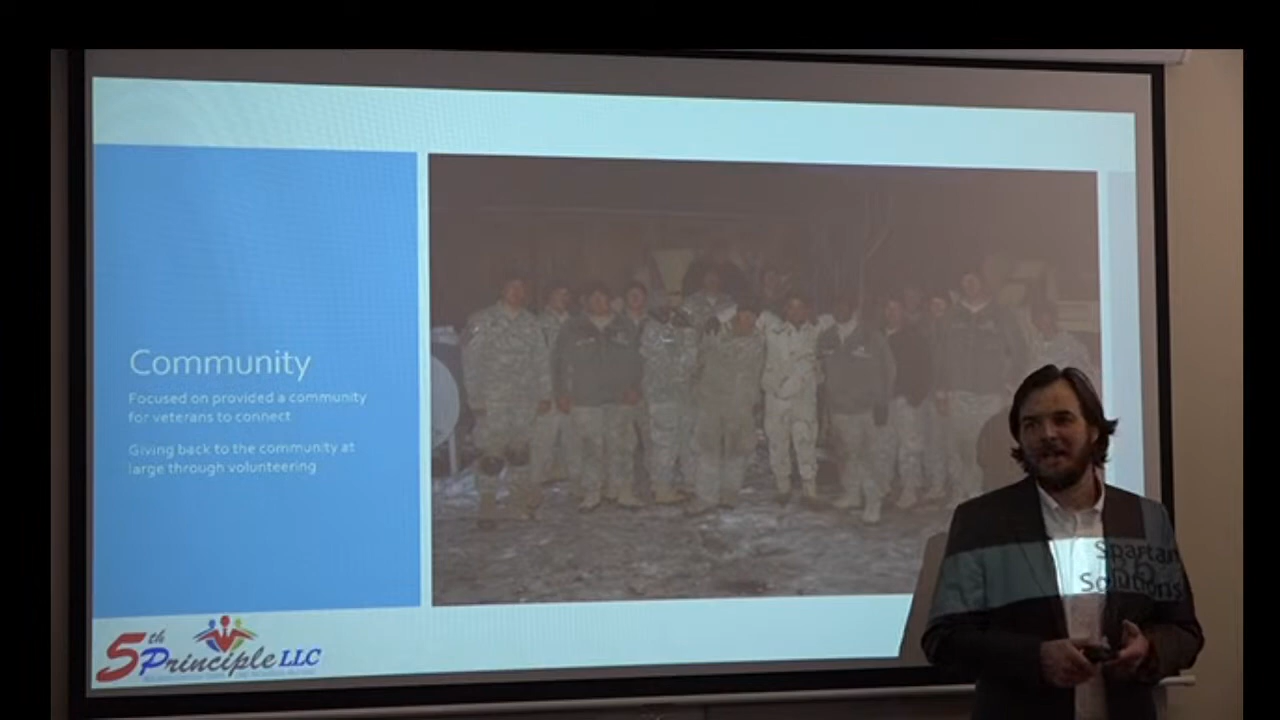 Community
Focused on provided a community
for veterans to connect
Giving back to the community at
large through volunteering
5th Principle LLC
Spartan
Solutions